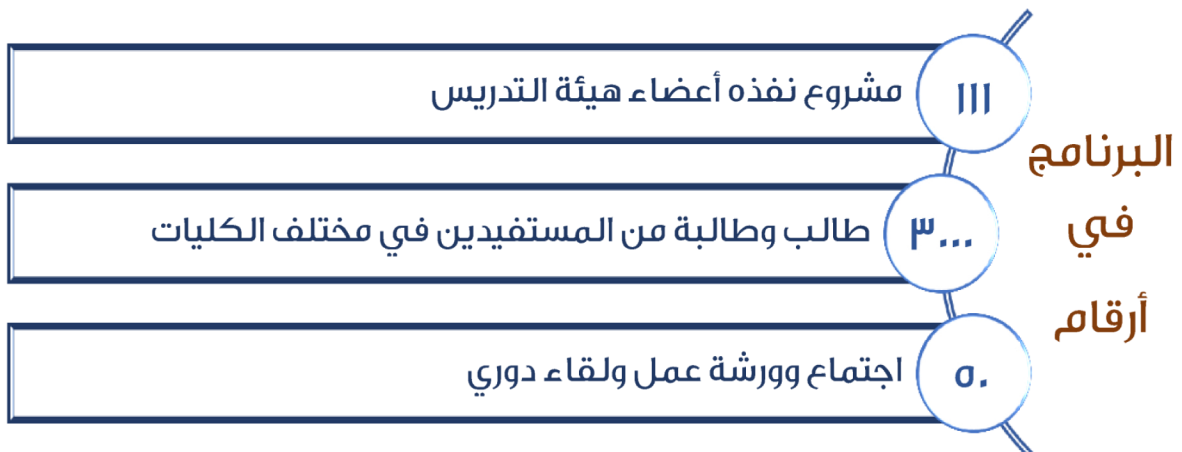 البرنامج
في
أرقام
١١١
مشروع نفذه أعضاء هيئة التدريس
٣٠٠٠
طالب وطالبة من المستفيدين في مختلف الكليات
٥٠
اجتماع وورشة عمل ولقاء دوري